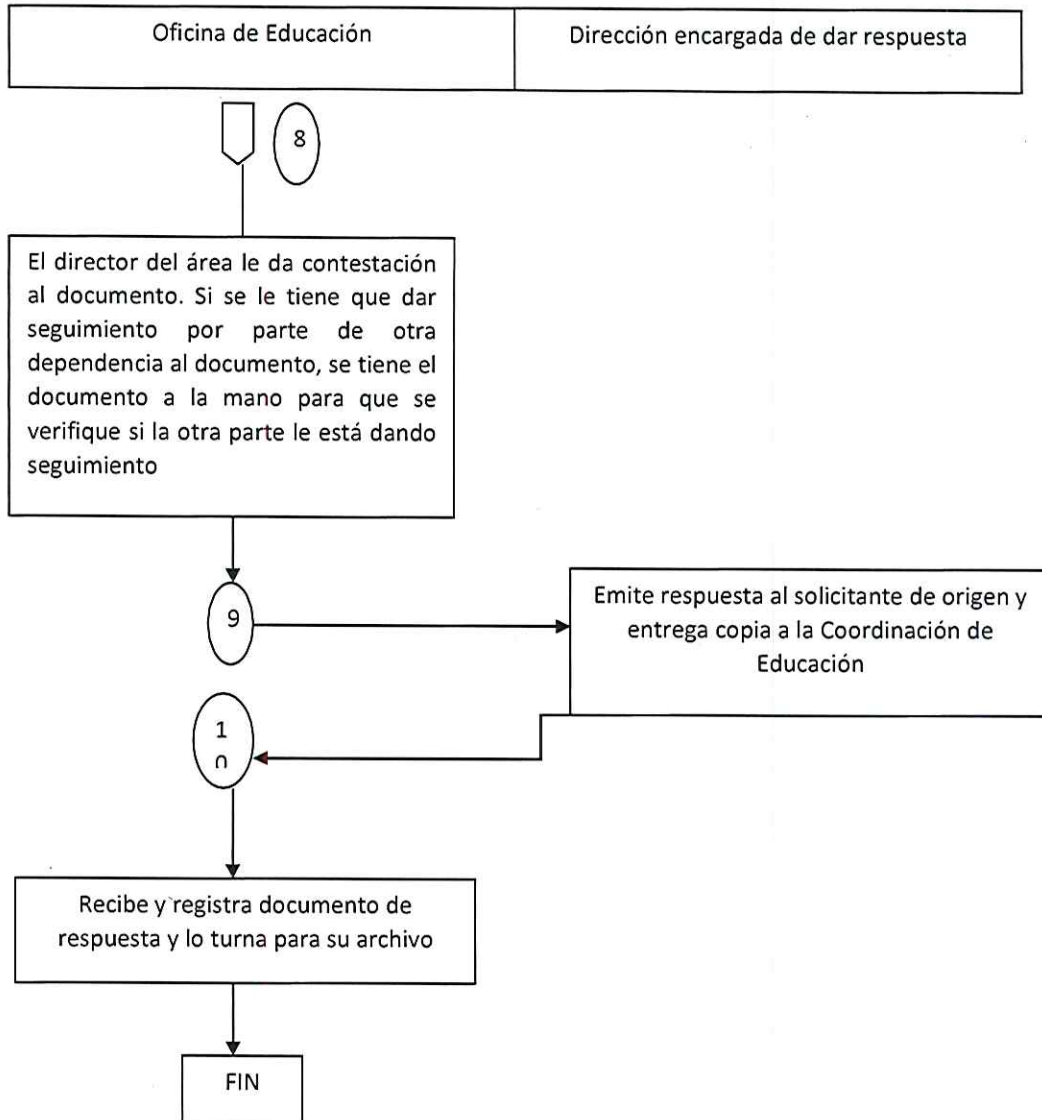 Oficina de Educación
Dirección encargada de dar respuesta
8
El director del área le da contestación
al documento. Si se le tiene que dar
seguimiento por parte de otra
dependencia al documento, se tiene el
documento a la mano para que se
verifique si la otra parte le está dando
seguimiento
9
Emite respuesta al solicitante de origen y
entrega copia a la Coordinación de
Educación
1
0
Recibe y registra documento de
respuesta y lo turna para su archivo
FIN